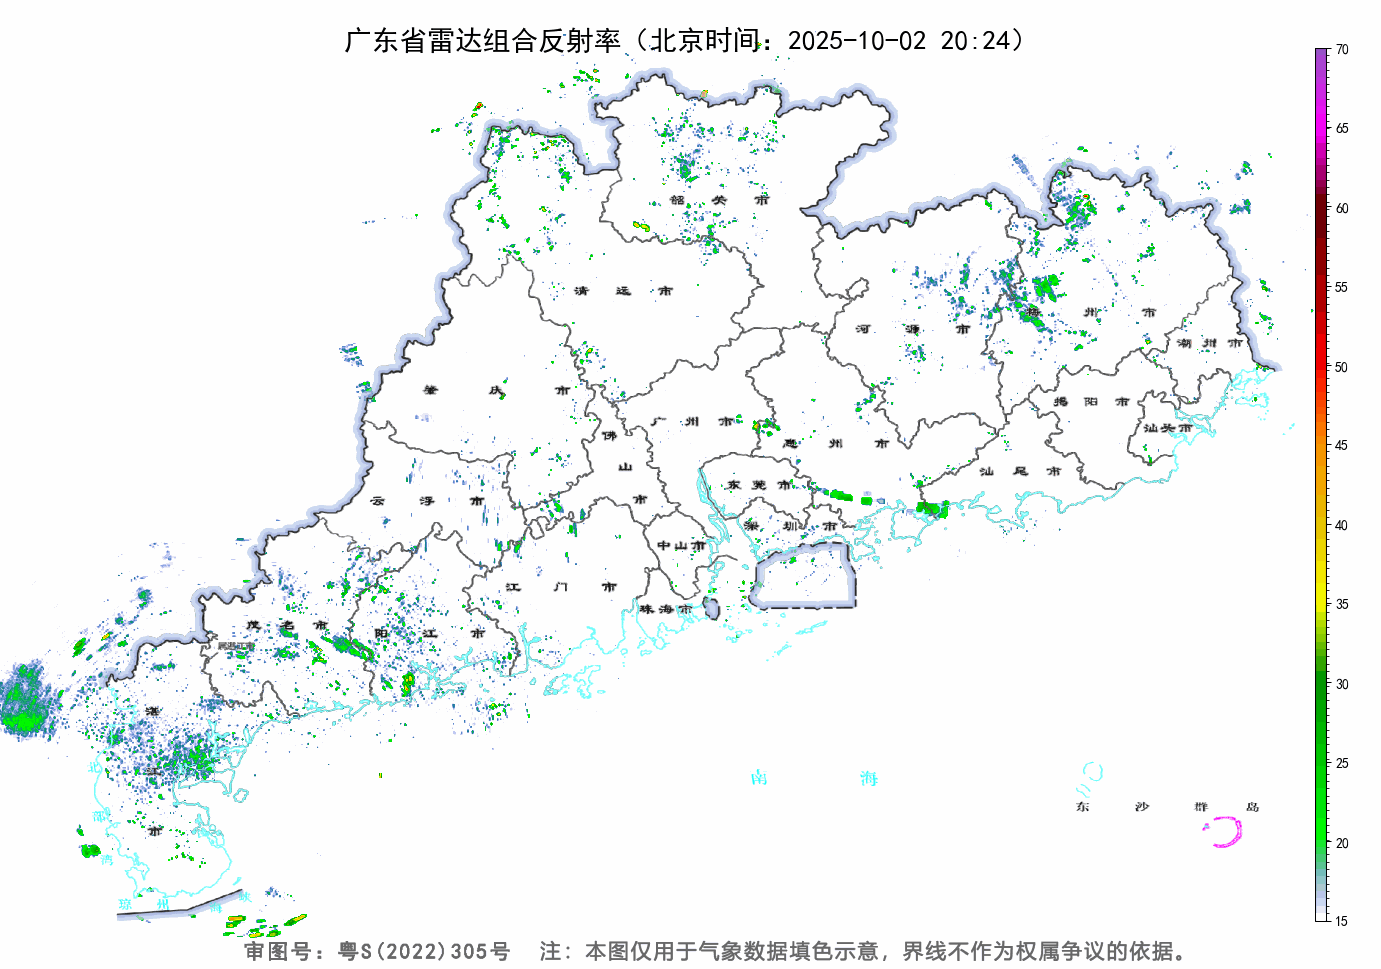 广东省雷达组合反射率（北京时间：2025-10-02 20:24）
70
65
60
55
50
45
40
35
30
25
20
15
韶关市
清远市
河源市
梅州市
潮州市
肇庆市
揭阳市
汕头市
广州市
佛山市
惠州市
汕尾市
东莞市
云浮市
深圳市
中山市
江门市
珠海市
茂名市
阳江市
湛江市
南海
东沙群岛
北部湾
琼州海峡
审图号：粤S(2022)305号 注：本图仅用于气象数据填色示意，界线不作为权属争议的依据。